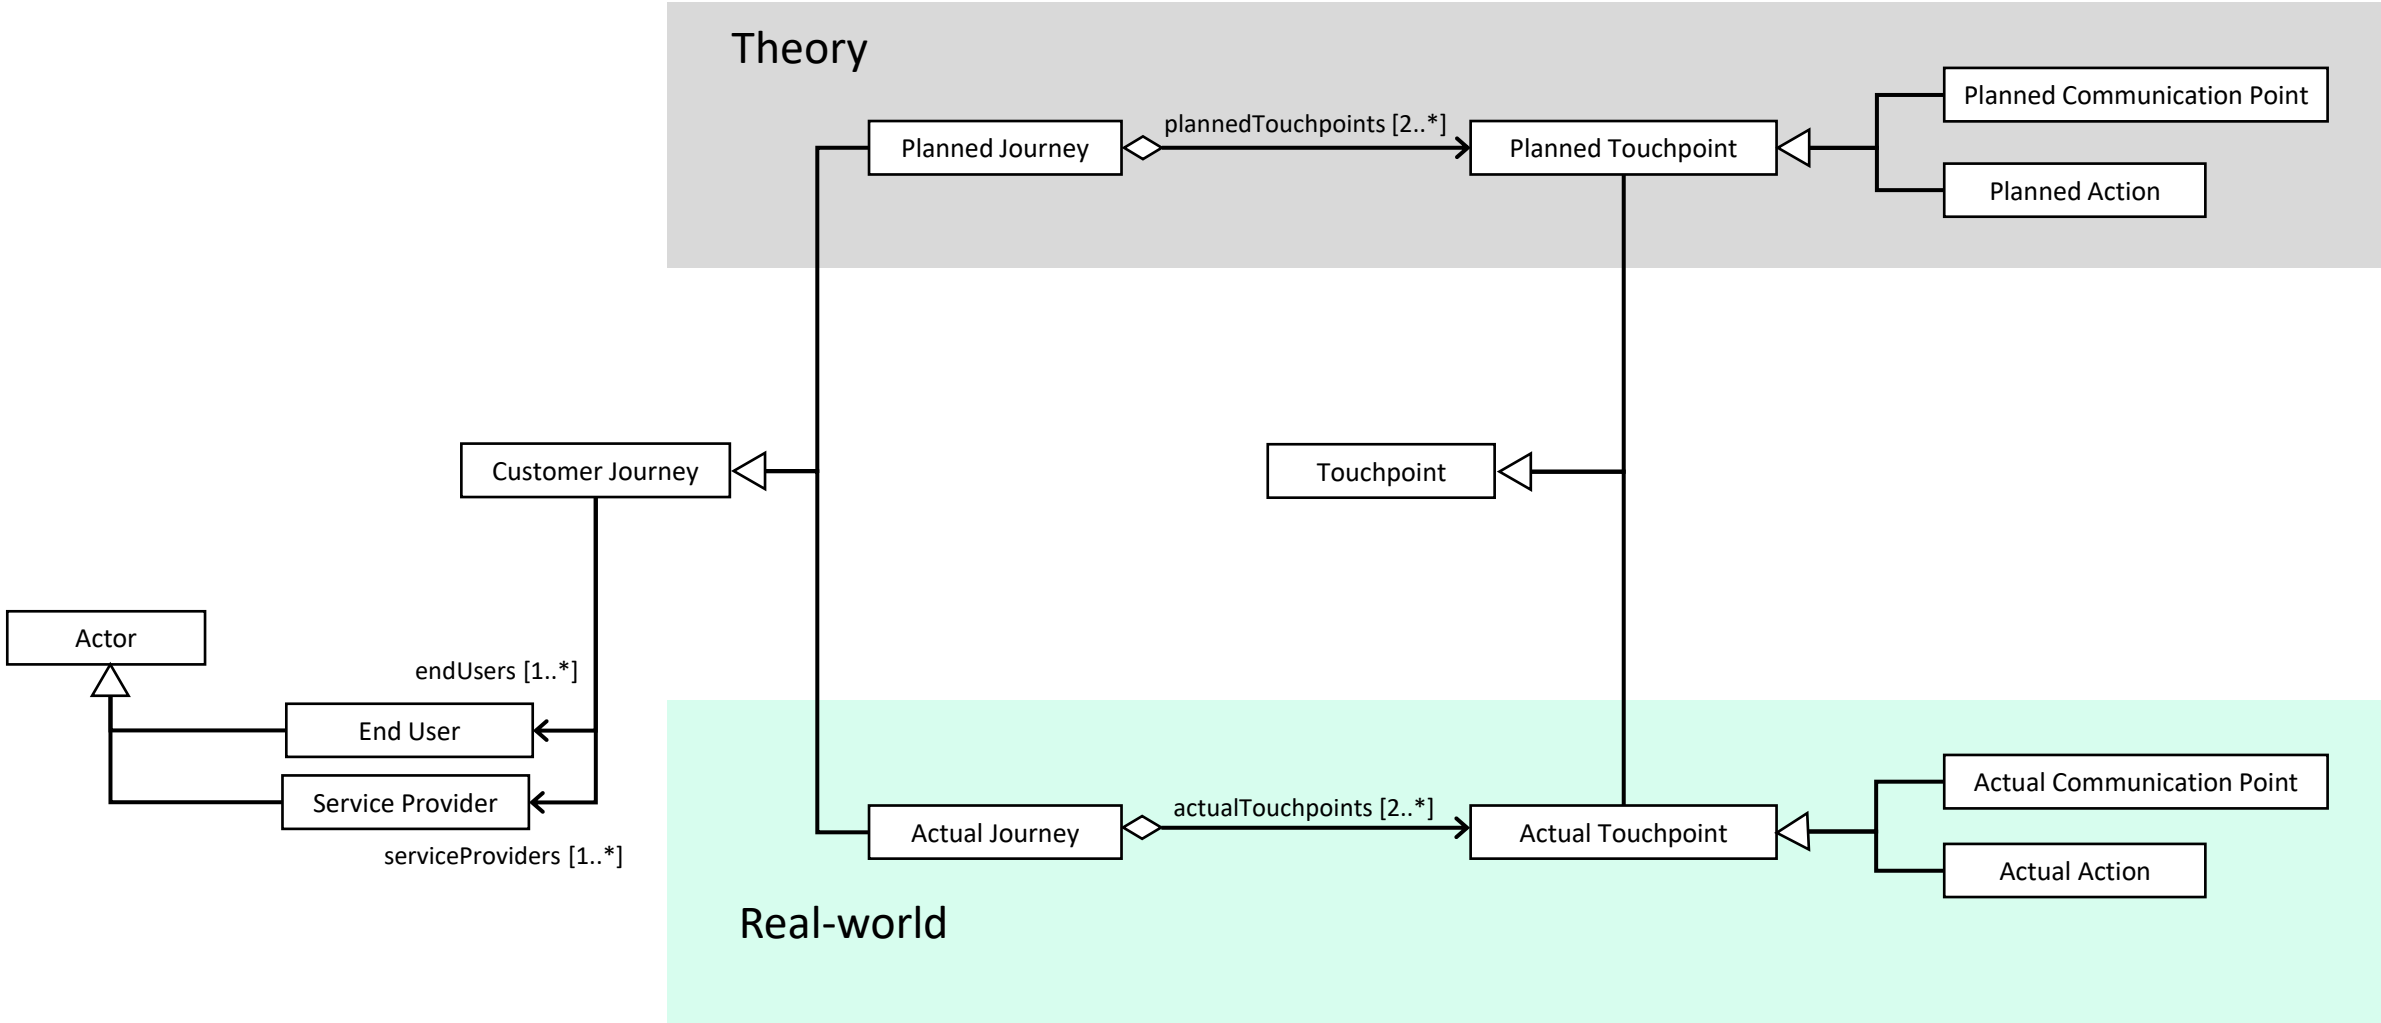 Theory
Planned Communication Point
plannedTouchpoints [2..*]
Planned Journey
Planned Touchpoint
Planned Action
Customer Journey
Touchpoint
Actor
endUsers [1..*]
End User
Service Provider
serviceProviders [1..*]
Actual Communication Point
actualTouchpoints [2..*]
Actual Journey
Actual Touchpoint
Actual Action
Real-world